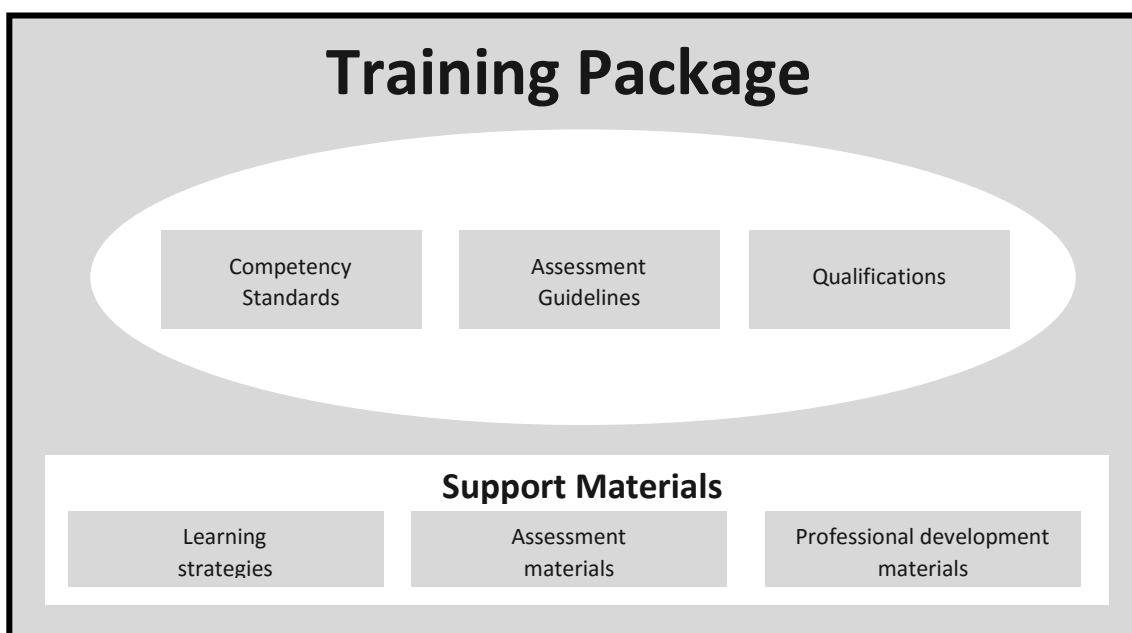 Training Package
Competency
Standards
Assessment
Guidelines
Qualifications
Support Materials
Learning
strategies
Assessment
materials
Professional development
materials